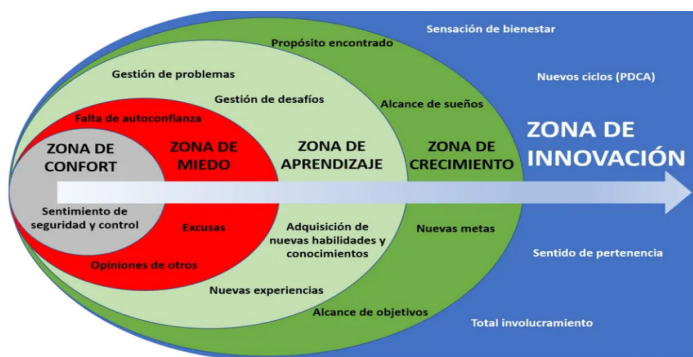 Sensación de bienestar
Propósito encontrado
Gestión de problemas
Nuevos ciclos (PDCA)
Gestión de desafíos
Alcance de sueños
Falta de autoconfianza
ZONA DE
CONFORT
ZONA DE
MIEDO
ZONA DE
APRENDIZAJE
ZONA DE
CRECIMIENTO
ZONA DE
INNOVACIÓN
Sentimiento de
seguridad y control
Excusas
Adquisición de
nuevas habilidades y
conocimientos
Nuevas metas
Sentido de pertenencia
Opiniones de otros
Nuevas experiencias
Alcance de objetivos
Total involucramiento